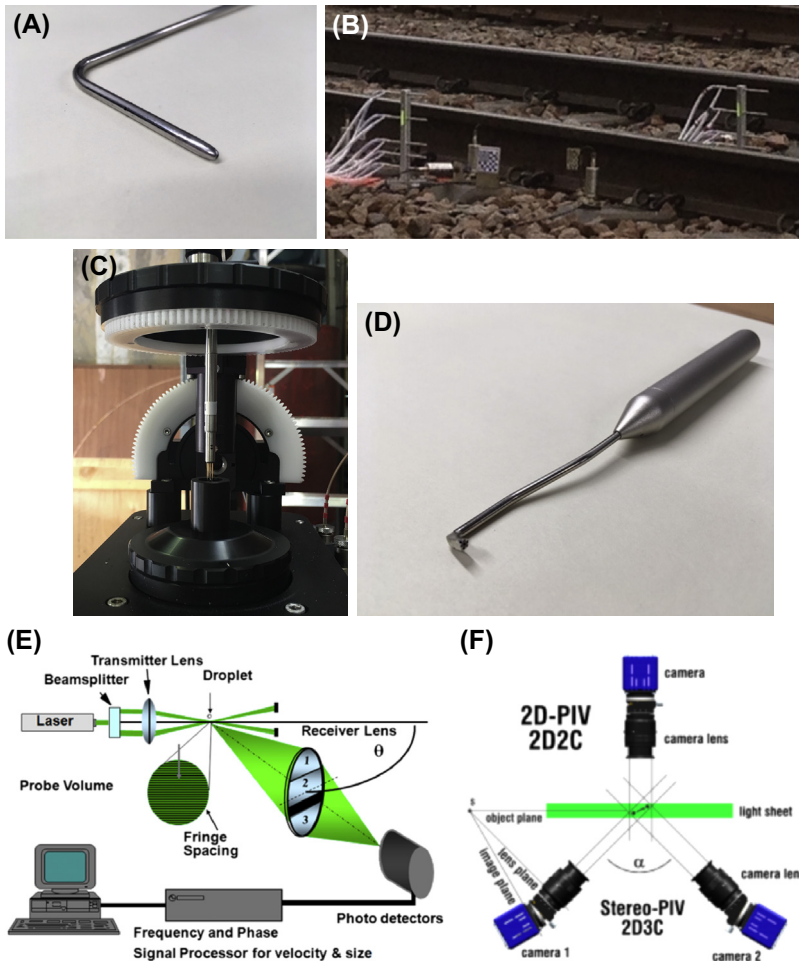 (A)
(B)
(C)
(D)
(E)
Transmitter Lens
Beamsplitter
Droplet
Laser
Receiver Lens
θ
1
2
3
Probe Volume
Fringe
Spacing
Photo detectors
Frequency and Phase
Signal Processor for velocity & size
(F)
camera
2D-PIV
2D2C
camera lens
s
object plane
light sheet
lens plane
image plane
α
camera len
Stereo-PIV
2D3C
camera 1
camera 2